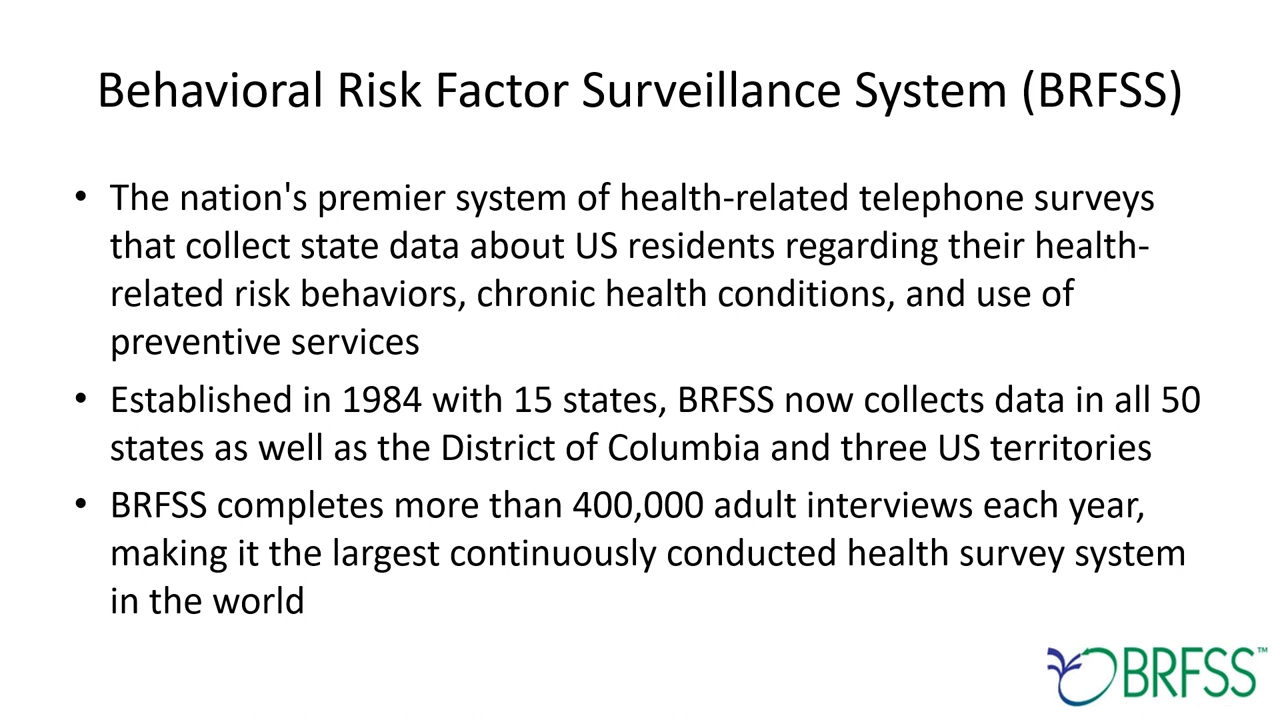 Behavioral Risk Factor Surveillance System (BRFSS)
• The nation's premier system of health-related telephone surveys
that collect state data about US residents regarding their health-
related risk behaviors, chronic health conditions, and use of
preventive services
• Established in 1984 with 15 states, BRFSS now collects data in all 50
states as well as the District of Columbia and three US territories
• BRFSS completes more than 400,000 adult interviews each year,
making it the largest continuously conducted health survey system
in the world
BRFSS™